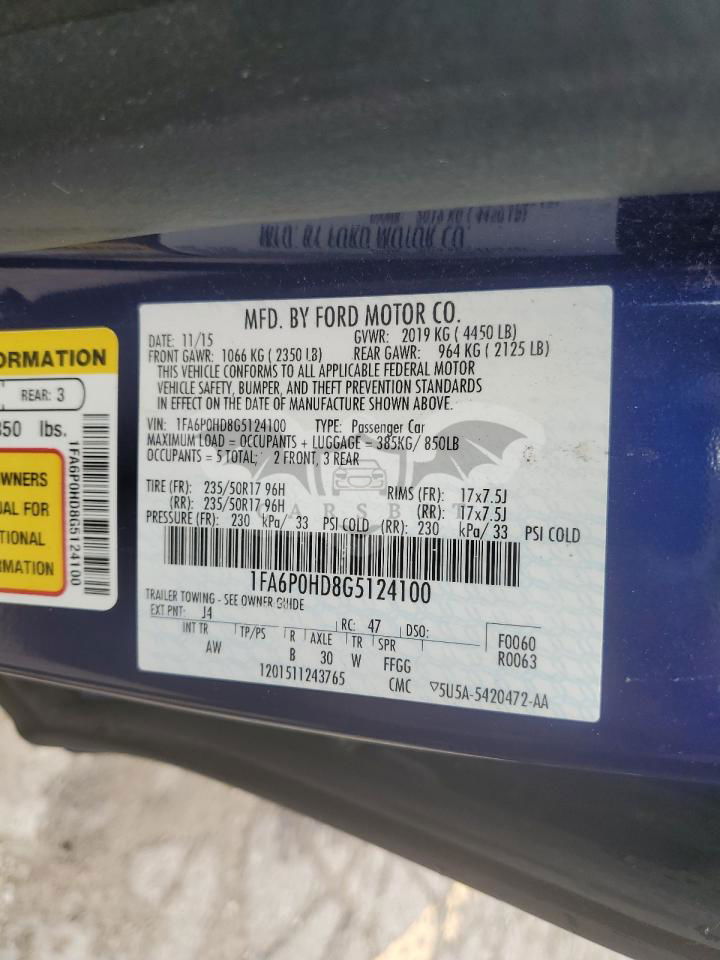 MFD. BY FORD MOTOR CO.
DATE: 11/15 GVWR: 2019 KG ( 4450 LB)
FRONT GAWR: 1066 KG ( 2350 LB) REAR GAWR: 964 KG ( 2125 LB)
THIS VEHICLE CONFORMS TO ALL APPLICABLE FEDERAL MOTOR
VEHICLE SAFETY, BUMPER, AND THEFT PREVENTION STANDARDS
IN EFFECT ON THE DATE OF MANUFACTURE SHOWN ABOVE.
VIN: 1FA6P0HD8G5124100 TYPE: Passenger Car
MAXIMUM LOAD = OCCUPANTS + LUGGAGE = 385KG/ 850LB
OCCUPANTS = 5 TOTAL; 2 FRONT, 3 REAR
TIRE (FR): 235/50R17 96H RIMS (FR): 17x7.5J
(RR): 235/50R17 96H (RR): 17x7.5J
PRESSURE (FR): 230 kPa/ 33 PSI COLD (RR): 230 kPa/ 33 PSI COLD
CARSBAT
1FA6P0HD8G5124100
TRAILER TOWING - SEE OWNER GUIDE
EXT PNT: J4 RC: 47 DSO:
INT TR TP/PS R AXLE TR SPR F0060
AW B 30 W FFGG R0063
1201511243765 CMC ▽5U5A-5420472-AA
ORMATION
REAR: 3
350 lbs.
WNERS
UAL FOR
TIONAL
RMATION
1FA6P0HD8G5124100